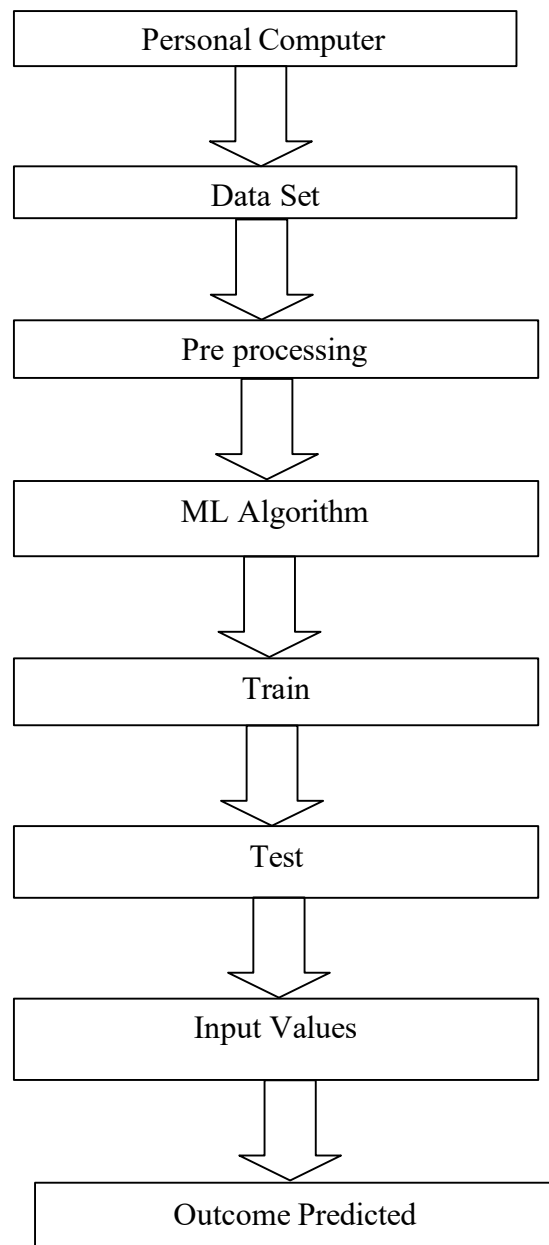 Personal Computer
Data Set
Pre processing
ML Algorithm
Train
Test
Input Values
Outcome Predicted